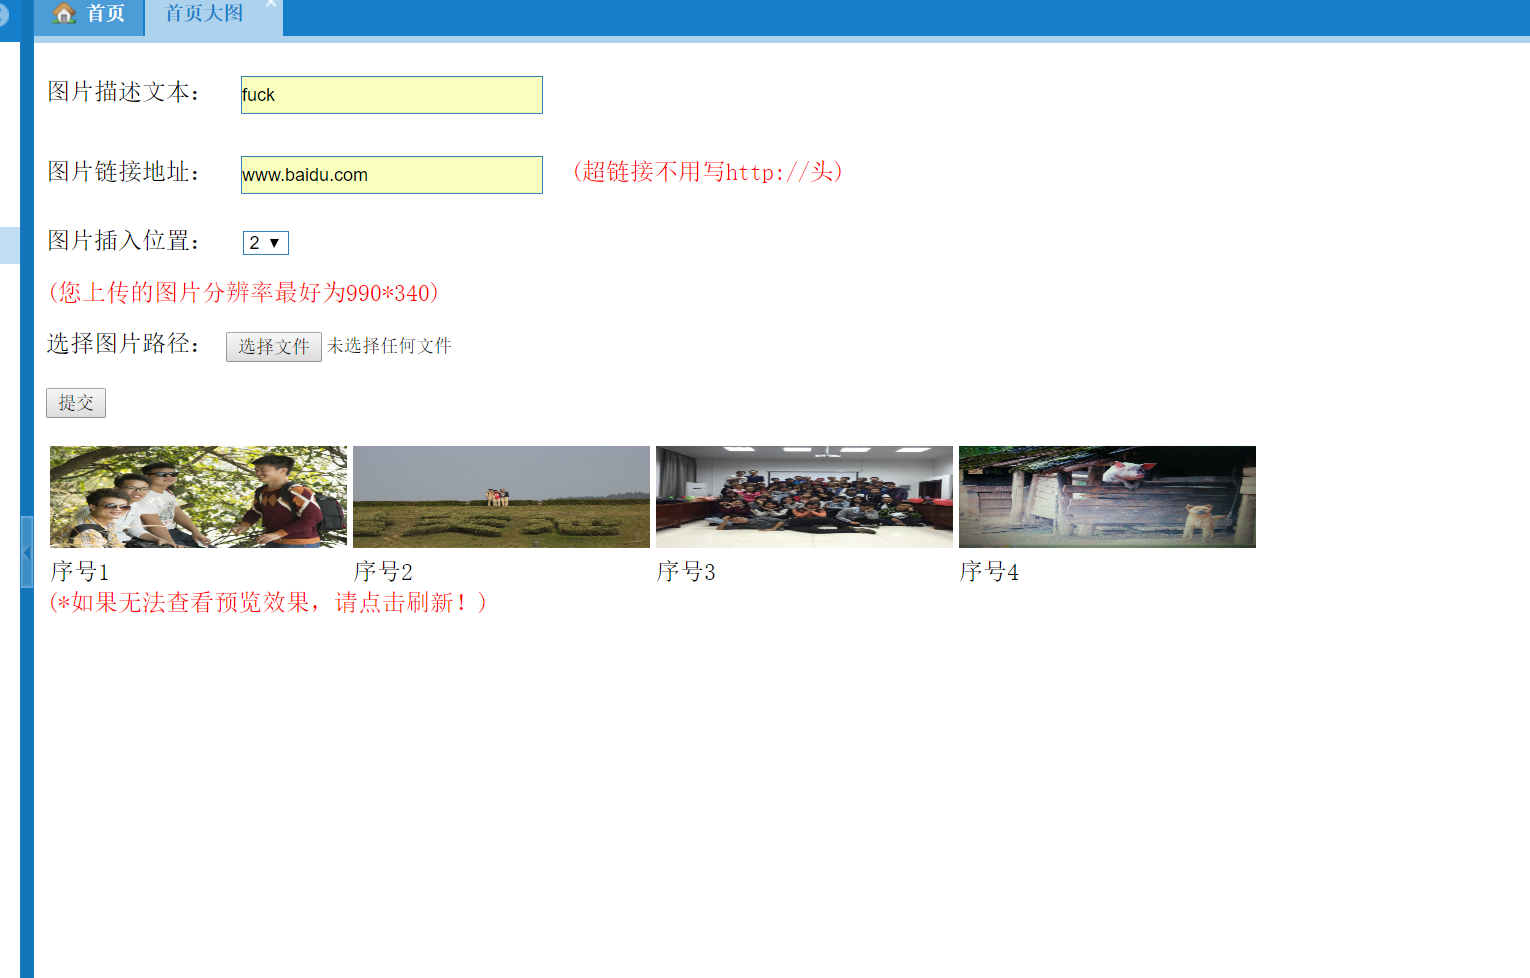 首页 首页大图
图片描述文本： fuck
图片链接地址： www.baidu.com （超链接不用写http://头）
图片插入位置： 2
（您上传的图片分辨率最好为990*340）
选择图片路径： 选择文件 未选择任何文件
提交
序号1 序号2 序号3 序号4
（*如果无法查看预览效果，请点击刷新！）